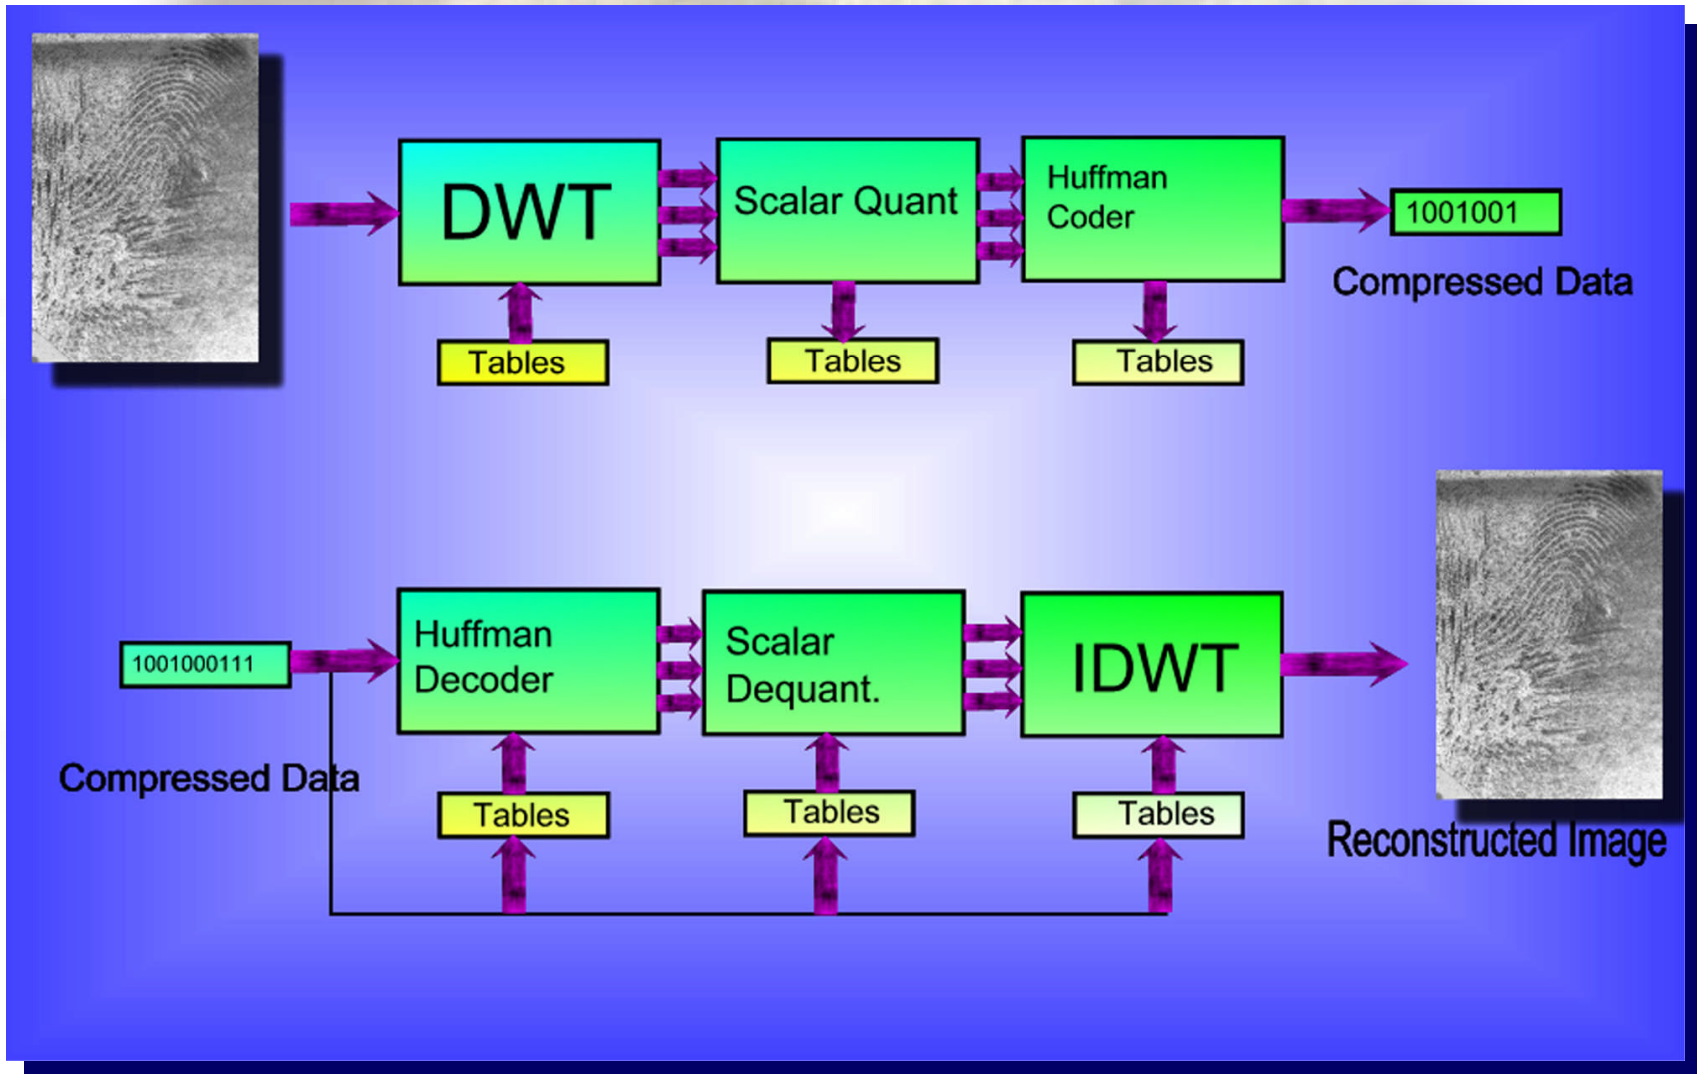 DWT
Scalar Quant
Huffman
Coder
1001001
Compressed Data
Tables
Tables
Tables
Huffman
Decoder
Scalar
Dequant.
IDWT
1001000111
Compressed Data
Tables
Tables
Tables
Reconstructed Image